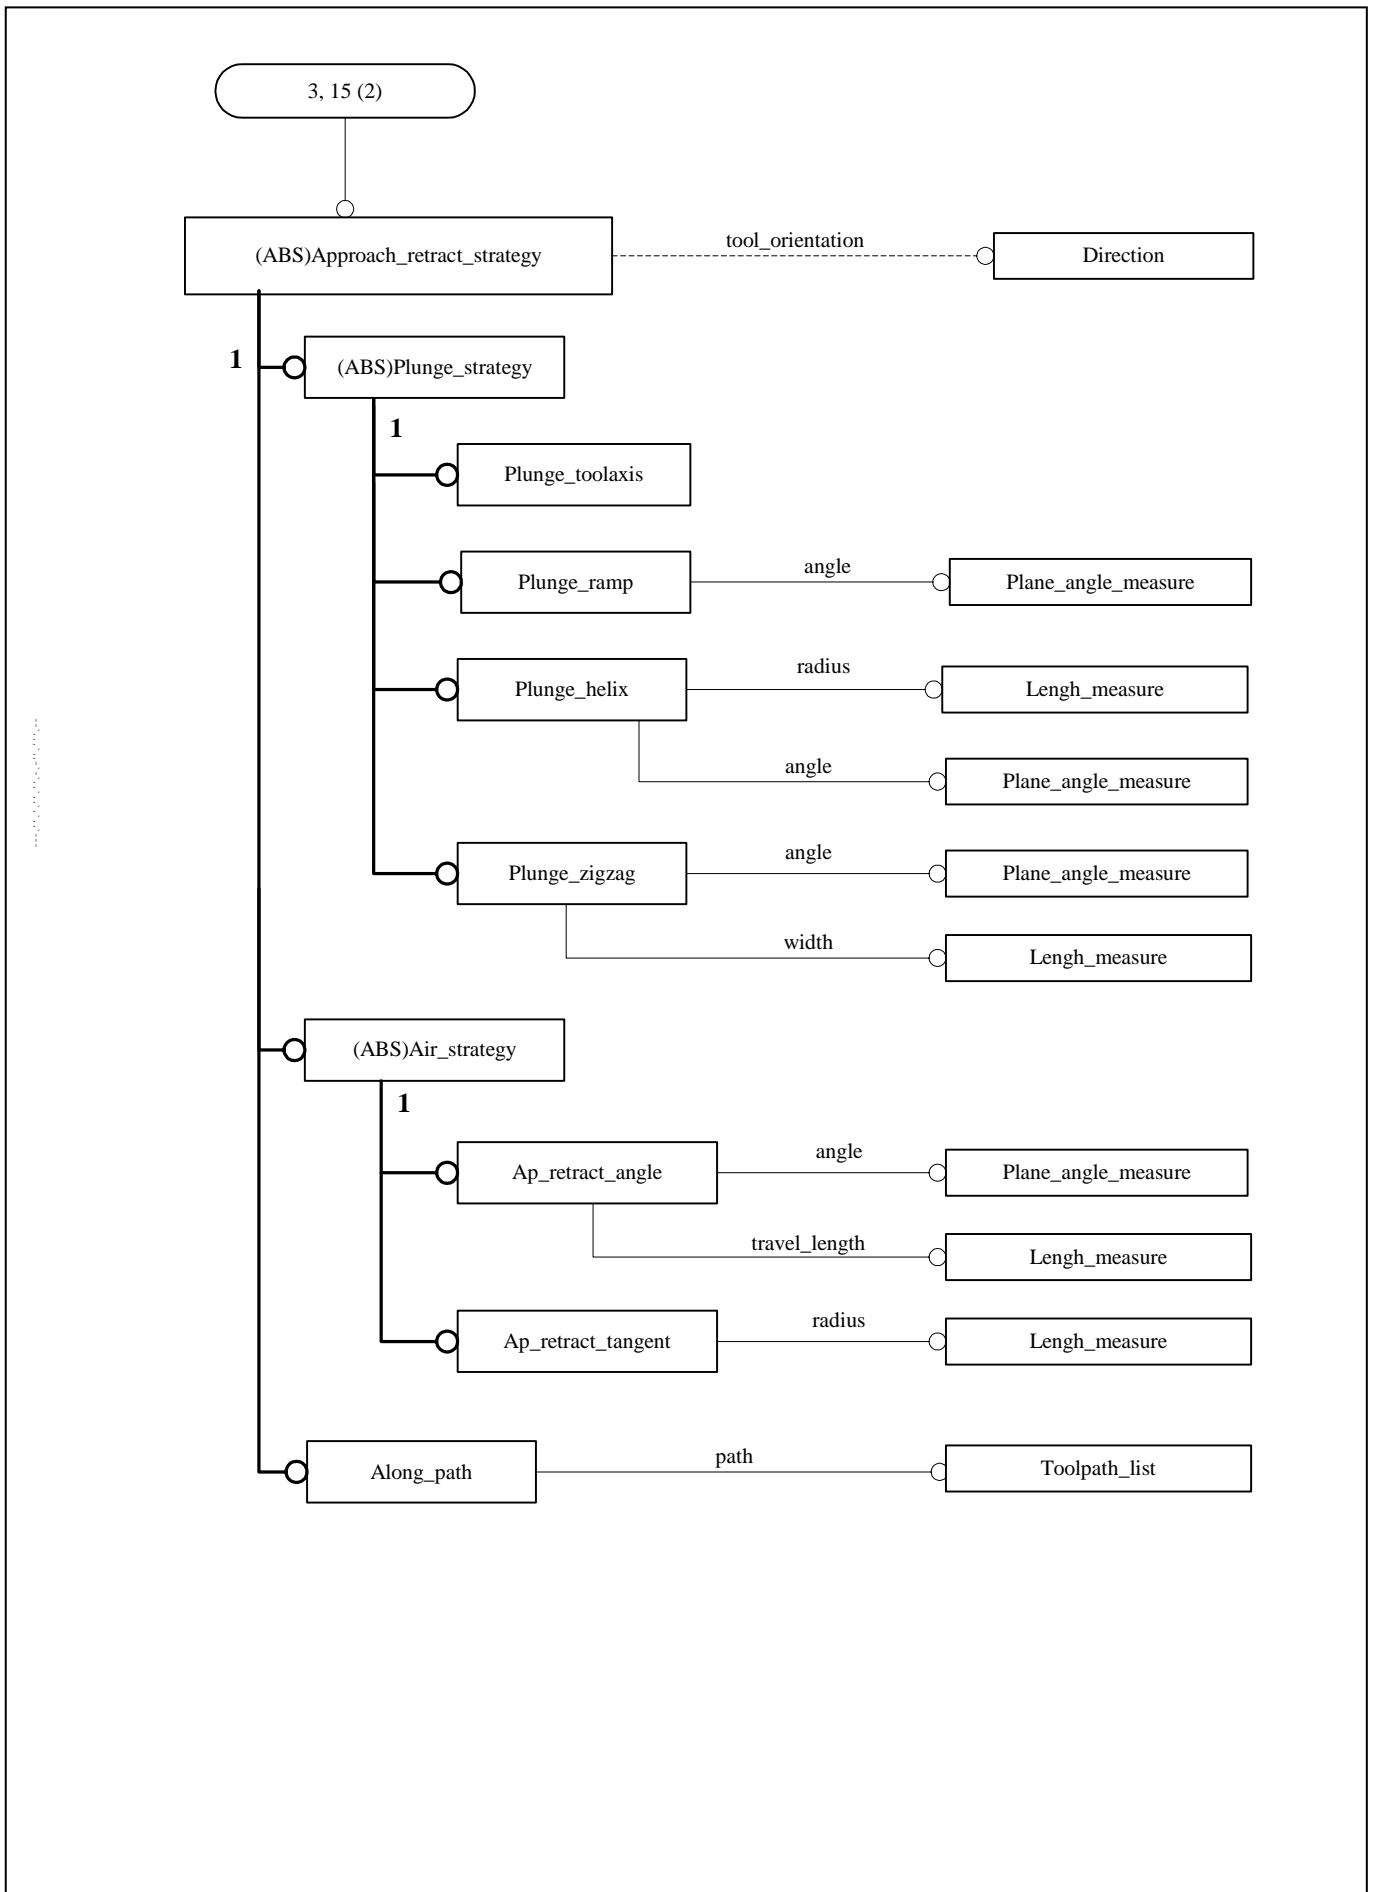 3, 15 (2)
(ABS)Approach_retract_strategy
tool_orientation
Direction
1
(ABS)Plunge_strategy
1
Plunge_toolaxis
Plunge_ramp
angle
Plane_angle_measure
Plunge_helix
radius
Lengh_measure
angle
Plane_angle_measure
Plunge_zigzag
angle
Plane_angle_measure
width
Lengh_measure
(ABS)Air_strategy
1
Ap_retract_angle
angle
Plane_angle_measure
travel_length
Lengh_measure
Ap_retract_tangent
radius
Lengh_measure
Along_path
path
Toolpath_list